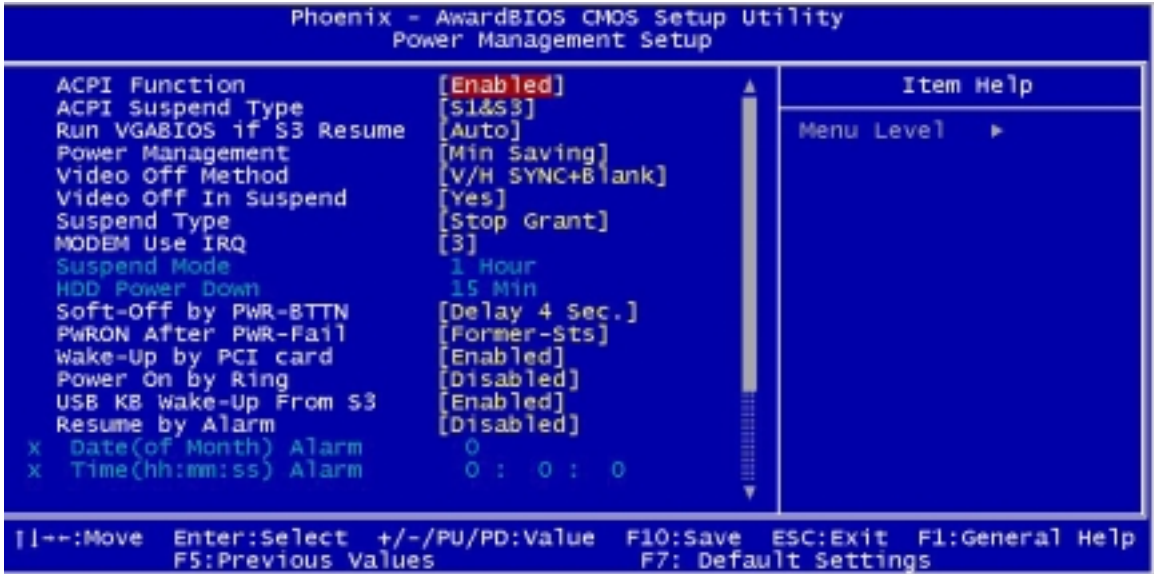 Phoenix - AwardBIOS CMOS Setup Utility
Power Management Setup
ACPI Function [Enabled]
ACPI Suspend Type [S1&S3]
Run VGABIOS if S3 Resume [Auto]
Power Management [Min Saving]
Video Off Method [V/H SYNC+Blank]
Video Off In Suspend [Yes]
Suspend Type [Stop Grant]
MODEM Use IRQ [3]
Suspend Mode 1 Hour
HDD Power Down 15 Min
Soft-Off by PWR-BTTN [Delay 4 Sec.]
PWRON After PWR-Fail [Former-Sts]
Wake-Up by PCI card [Enabled]
Power On by Ring [Disabled]
USB KB Wake-Up From S3 [Enabled]
Resume by Alarm [Disabled]
x Date(of Month) Alarm 0
x Time(hh:mm:ss) Alarm 0 : 0 : 0
Item Help
Menu Level ►
↑↓→←:Move Enter:Select +/-/PU/PD:Value F10:Save ESC:Exit F1:General Help
F5:Previous Values F7: Default Settings